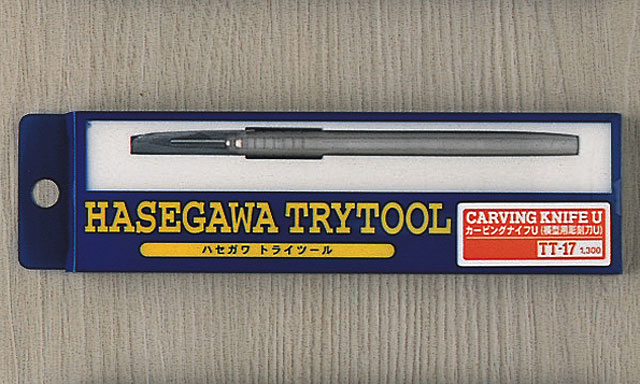 HASEGAWA TRYTOOL
ハセガワ トライツール
CARVING KNIFE U
カービングナイフU(模型用彫刻刀U)
TT-17 1,300